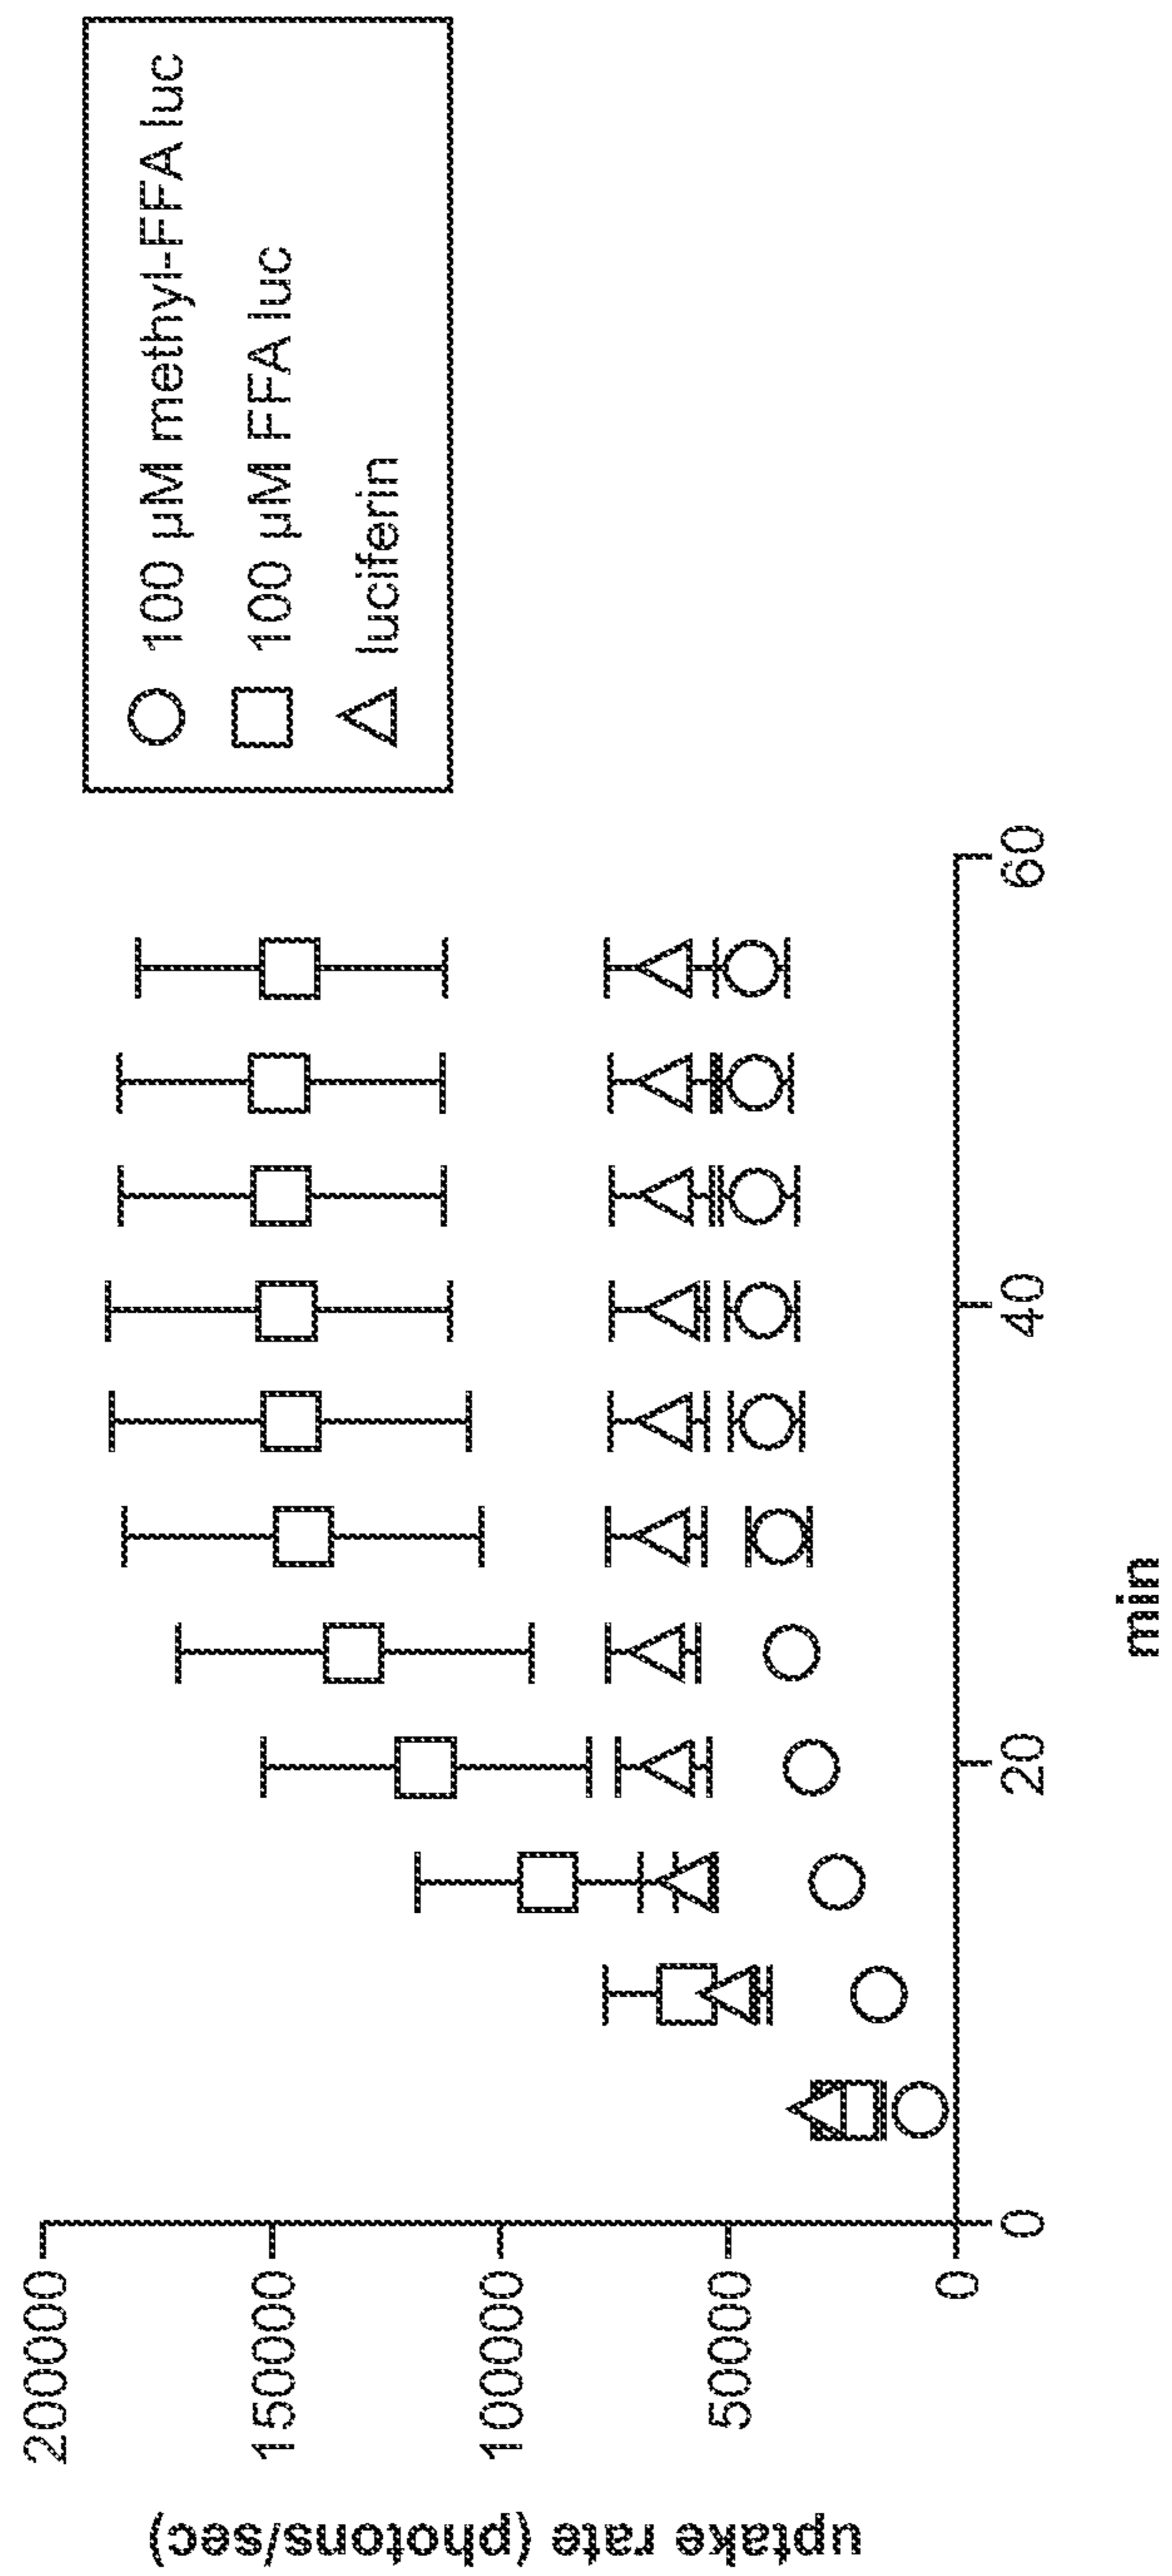 200000
150000
100000
50000
0
uptake rate (photons/sec)
0
20
40
60
min
100 µM methyl-FFA luc
100 µM FFA luc
luciferin